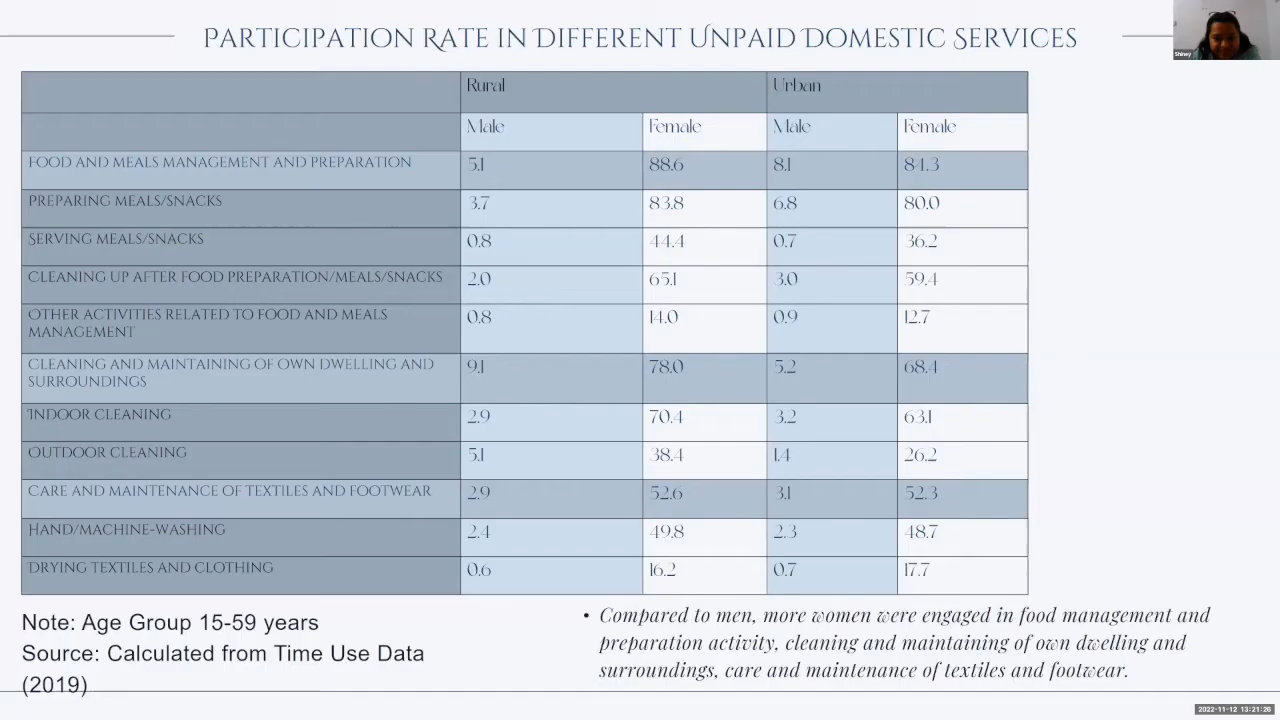 Participation Rate in Different Unpaid Domestic Services
Shiney
Rural Urban
Male Female Male Female
Food and meals management and preparation 5.1 88.6 8.1 84.3
Preparing meals/snacks 3.7 83.8 6.8 80.0
Serving meals/snacks 0.8 44.4 0.7 36.2
Cleaning up after food preparation/meals/snacks 2.0 65.1 3.0 59.4
Other activities related to food and meals
management 0.8 14.0 0.9 12.7
Cleaning and maintaining of own dwelling and
surroundings 9.1 78.0 5.2 68.4
Indoor cleaning 2.9 70.4 3.2 63.1
Outdoor cleaning 5.1 38.4 1.4 26.2
Care and maintenance of textiles and footwear 2.9 52.6 3.1 52.3
Hand/machine-washing 2.4 49.8 2.3 48.7
Drying textiles and clothing 0.6 16.2 0.7 17.7
Note: Age Group 15-59 years
Source: Calculated from Time Use Data
(2019)
• Compared to men, more women were engaged in food management and
preparation activity, cleaning and maintaining of own dwelling and
surroundings, care and maintenance of textiles and footwear.
2022-11-12 13:21:26